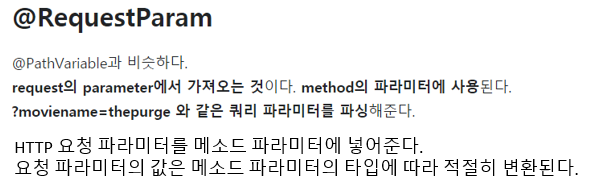 @RequestParam
@PathVariable과 비슷하다.
request의 parameter에서 가져오는 것이다. method의 파라미터에 사용된다.
?moviename=thepurge 와 같은 쿼리 파라미터를 파싱해준다.
HTTP 요청 파라미터를 메소드 파라미터에 넣어준다.
요청 파라미터의 값은 메소드 파라미터의 타입에 따라 적절히 변환된다.